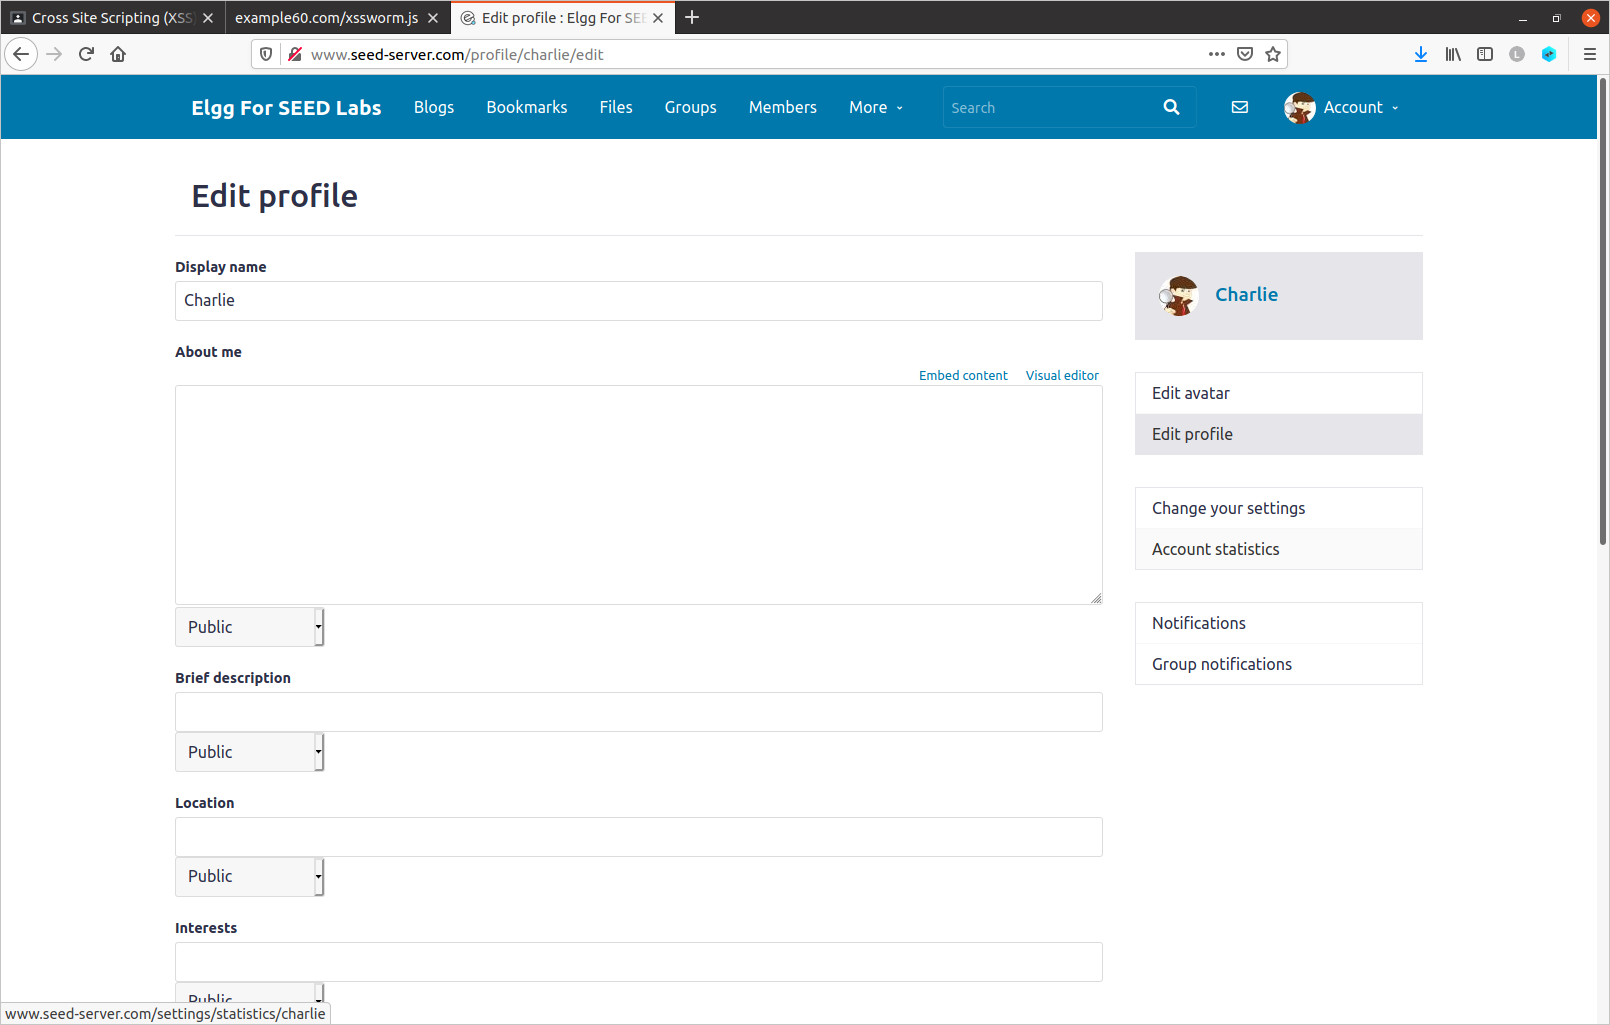 Cross Site Scripting (XSS
example60.com/xssworm.js
Edit profile : Elgg For SEE
www.seed-server.com/profile/charlie/edit
Elgg For SEED Labs
Blogs
Bookmarks
Files
Groups
Members
More
Search
Account
Edit profile
Display name
Charlie
About me
Embed content
Visual editor
Public
Brief description
Public
Location
Public
Interests
Public
Charlie
Edit avatar
Edit profile
Change your settings
Account statistics
Notifications
Group notifications
www.seed-server.com/settings/statistics/charlie